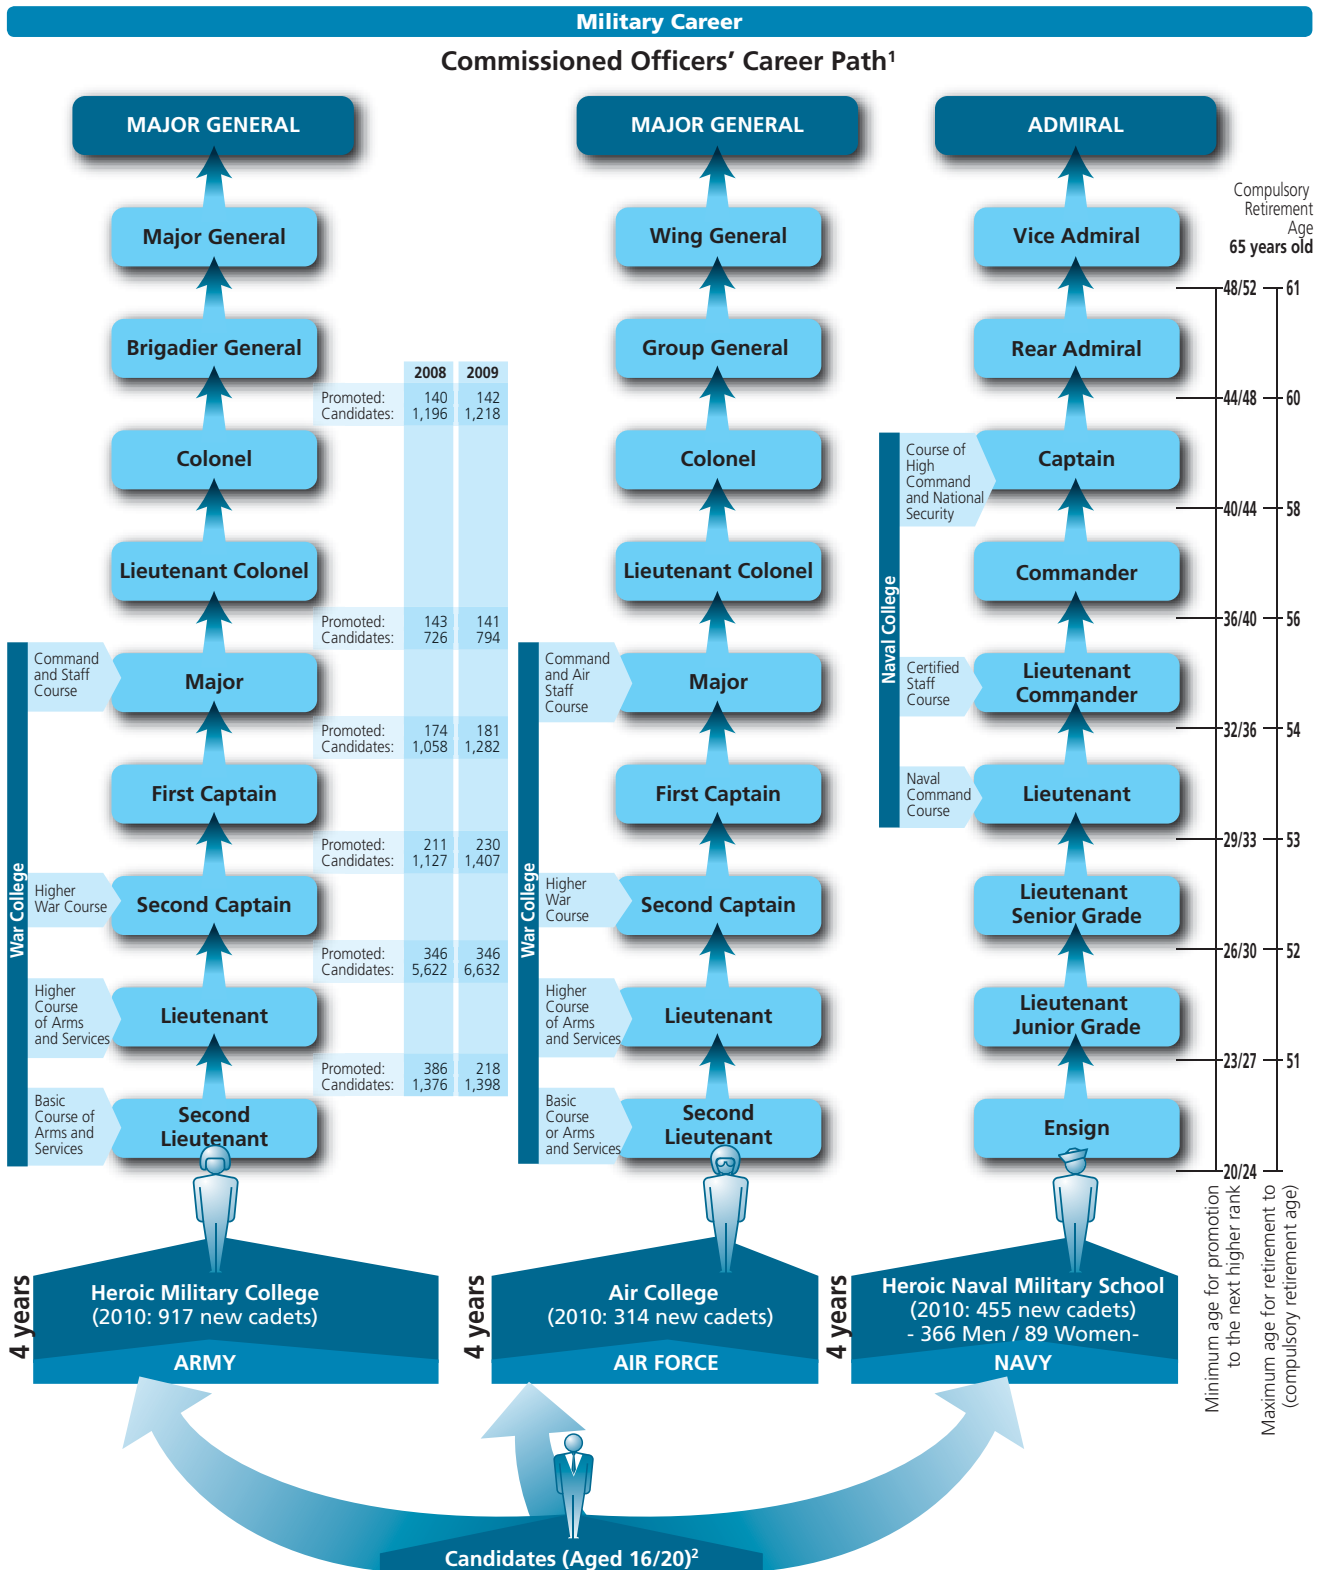 Military Career
Commissioned Officers’ Career Path¹
MAJOR GENERAL
Major General
Brigadier General
Colonel
Lieutenant Colonel
Major
First Captain
Second Captain
Lieutenant
Second
Lieutenant
War College
Command
and Staff
Course
Higher
War Course
Higher
Course
of Arms
and Services
Basic
Course of
Arms and
Services
2008 2009
Promoted: 140 142
Candidates: 1,196 1,218
Promoted: 143 141
Candidates: 726 794
Promoted: 174 181
Candidates: 1,058 1,282
Promoted: 211 230
Candidates: 1,127 1,407
Promoted: 346 346
Candidates: 5,622 6,632
Promoted: 386 218
Candidates: 1,376 1,398
MAJOR GENERAL
Wing General
Group General
Colonel
Lieutenant Colonel
Major
First Captain
Second Captain
Lieutenant
Second
Lieutenant
War College
Command
and Air
Staff
Course
Higher
War
Course
Higher
Course
of Arms
and Services
Basic
Course
or Arms
and Services
ADMIRAL
Vice Admiral
Rear Admiral
Captain
Commander
Lieutenant
Commander
Lieutenant
Lieutenant
Senior Grade
Lieutenant
Junior Grade
Ensign
Naval College
Course of
High
Command
and National
Security
Certified
Staff
Course
Naval
Command
Course
Compulsory
Retirement
Age
65 years old
48/52 61
44/48 60
40/44 58
36/40 56
32/36 54
29/33 53
26/30 52
23/27 51
20/24
Minimum age for promotion
to the next higher rank
Maximum age for retirement to
(compulsory retirement age)
4 years
Heroic Military College
(2010: 917 new cadets)
ARMY
4 years
Air College
(2010: 314 new cadets)
AIR FORCE
4 years
Heroic Naval Military School
(2010: 455 new cadets)
- 366 Men / 89 Women-
NAVY
Candidates (Aged 16/20)²